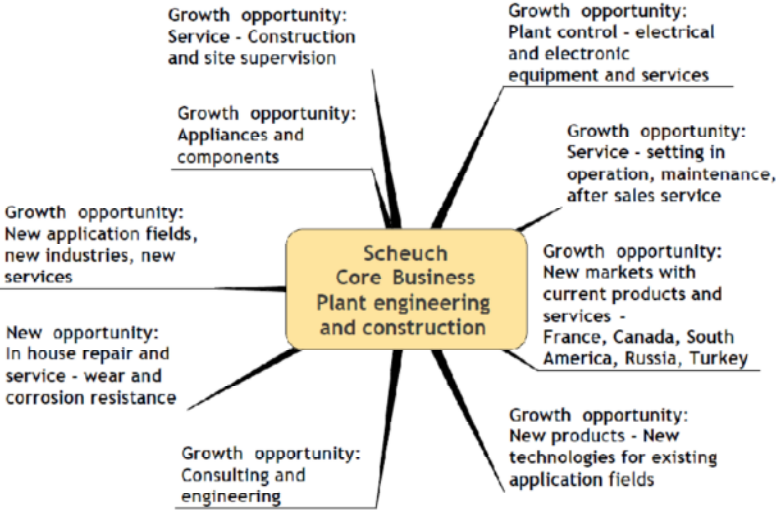 Growth opportunity:
Service - Construction
and site supervision
Growth opportunity:
Plant control - electrical
and electronic
equipment and services
Growth opportunity:
Appliances and
components
Growth opportunity:
Service - setting in
operation, maintenance,
after sales service
Growth opportunity:
New application fields,
new industries, new
services
Scheuch
Core Business
Plant engineering
and construction
Growth opportunity:
New markets with
current products and
services -
France, Canada, South
America, Russia, Turkey
New opportunity:
In house repair and
service - wear and
corrosion resistance
Growth opportunity:
Consulting and
engineering
Growth opportunity:
New products - New
technologies for existing
application fields